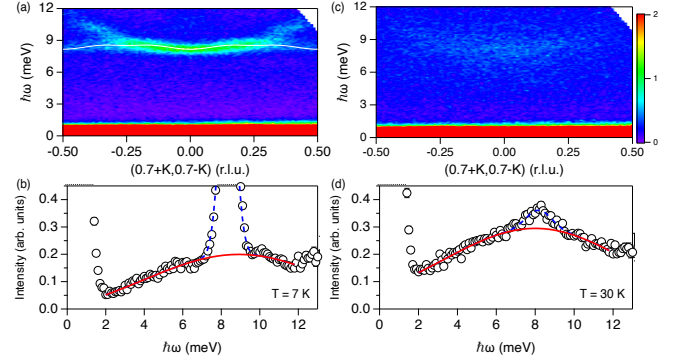 (a)
12
9
6
3
0
ħω (meV)
-0.50
-0.25
0.00
0.25
0.50
(0.7+K,0.7-K) (r.l.u.)
(c)
12
9
6
3
0
ħω (meV)
-0.50
-0.25
0.00
0.25
0.50
(0.7+K,0.7-K) (r.l.u.)
2
1
0
(b)
0.4
0.3
0.2
0.1
0.0
Intensity (arb. units)
T = 7 K
0 2 4 6 8 10 12
ħω (meV)
(d)
0.4
0.3
0.2
0.1
0.0
Intensity (arb. units)
T = 30 K
0 2 4 6 8 10 12
ħω (meV)